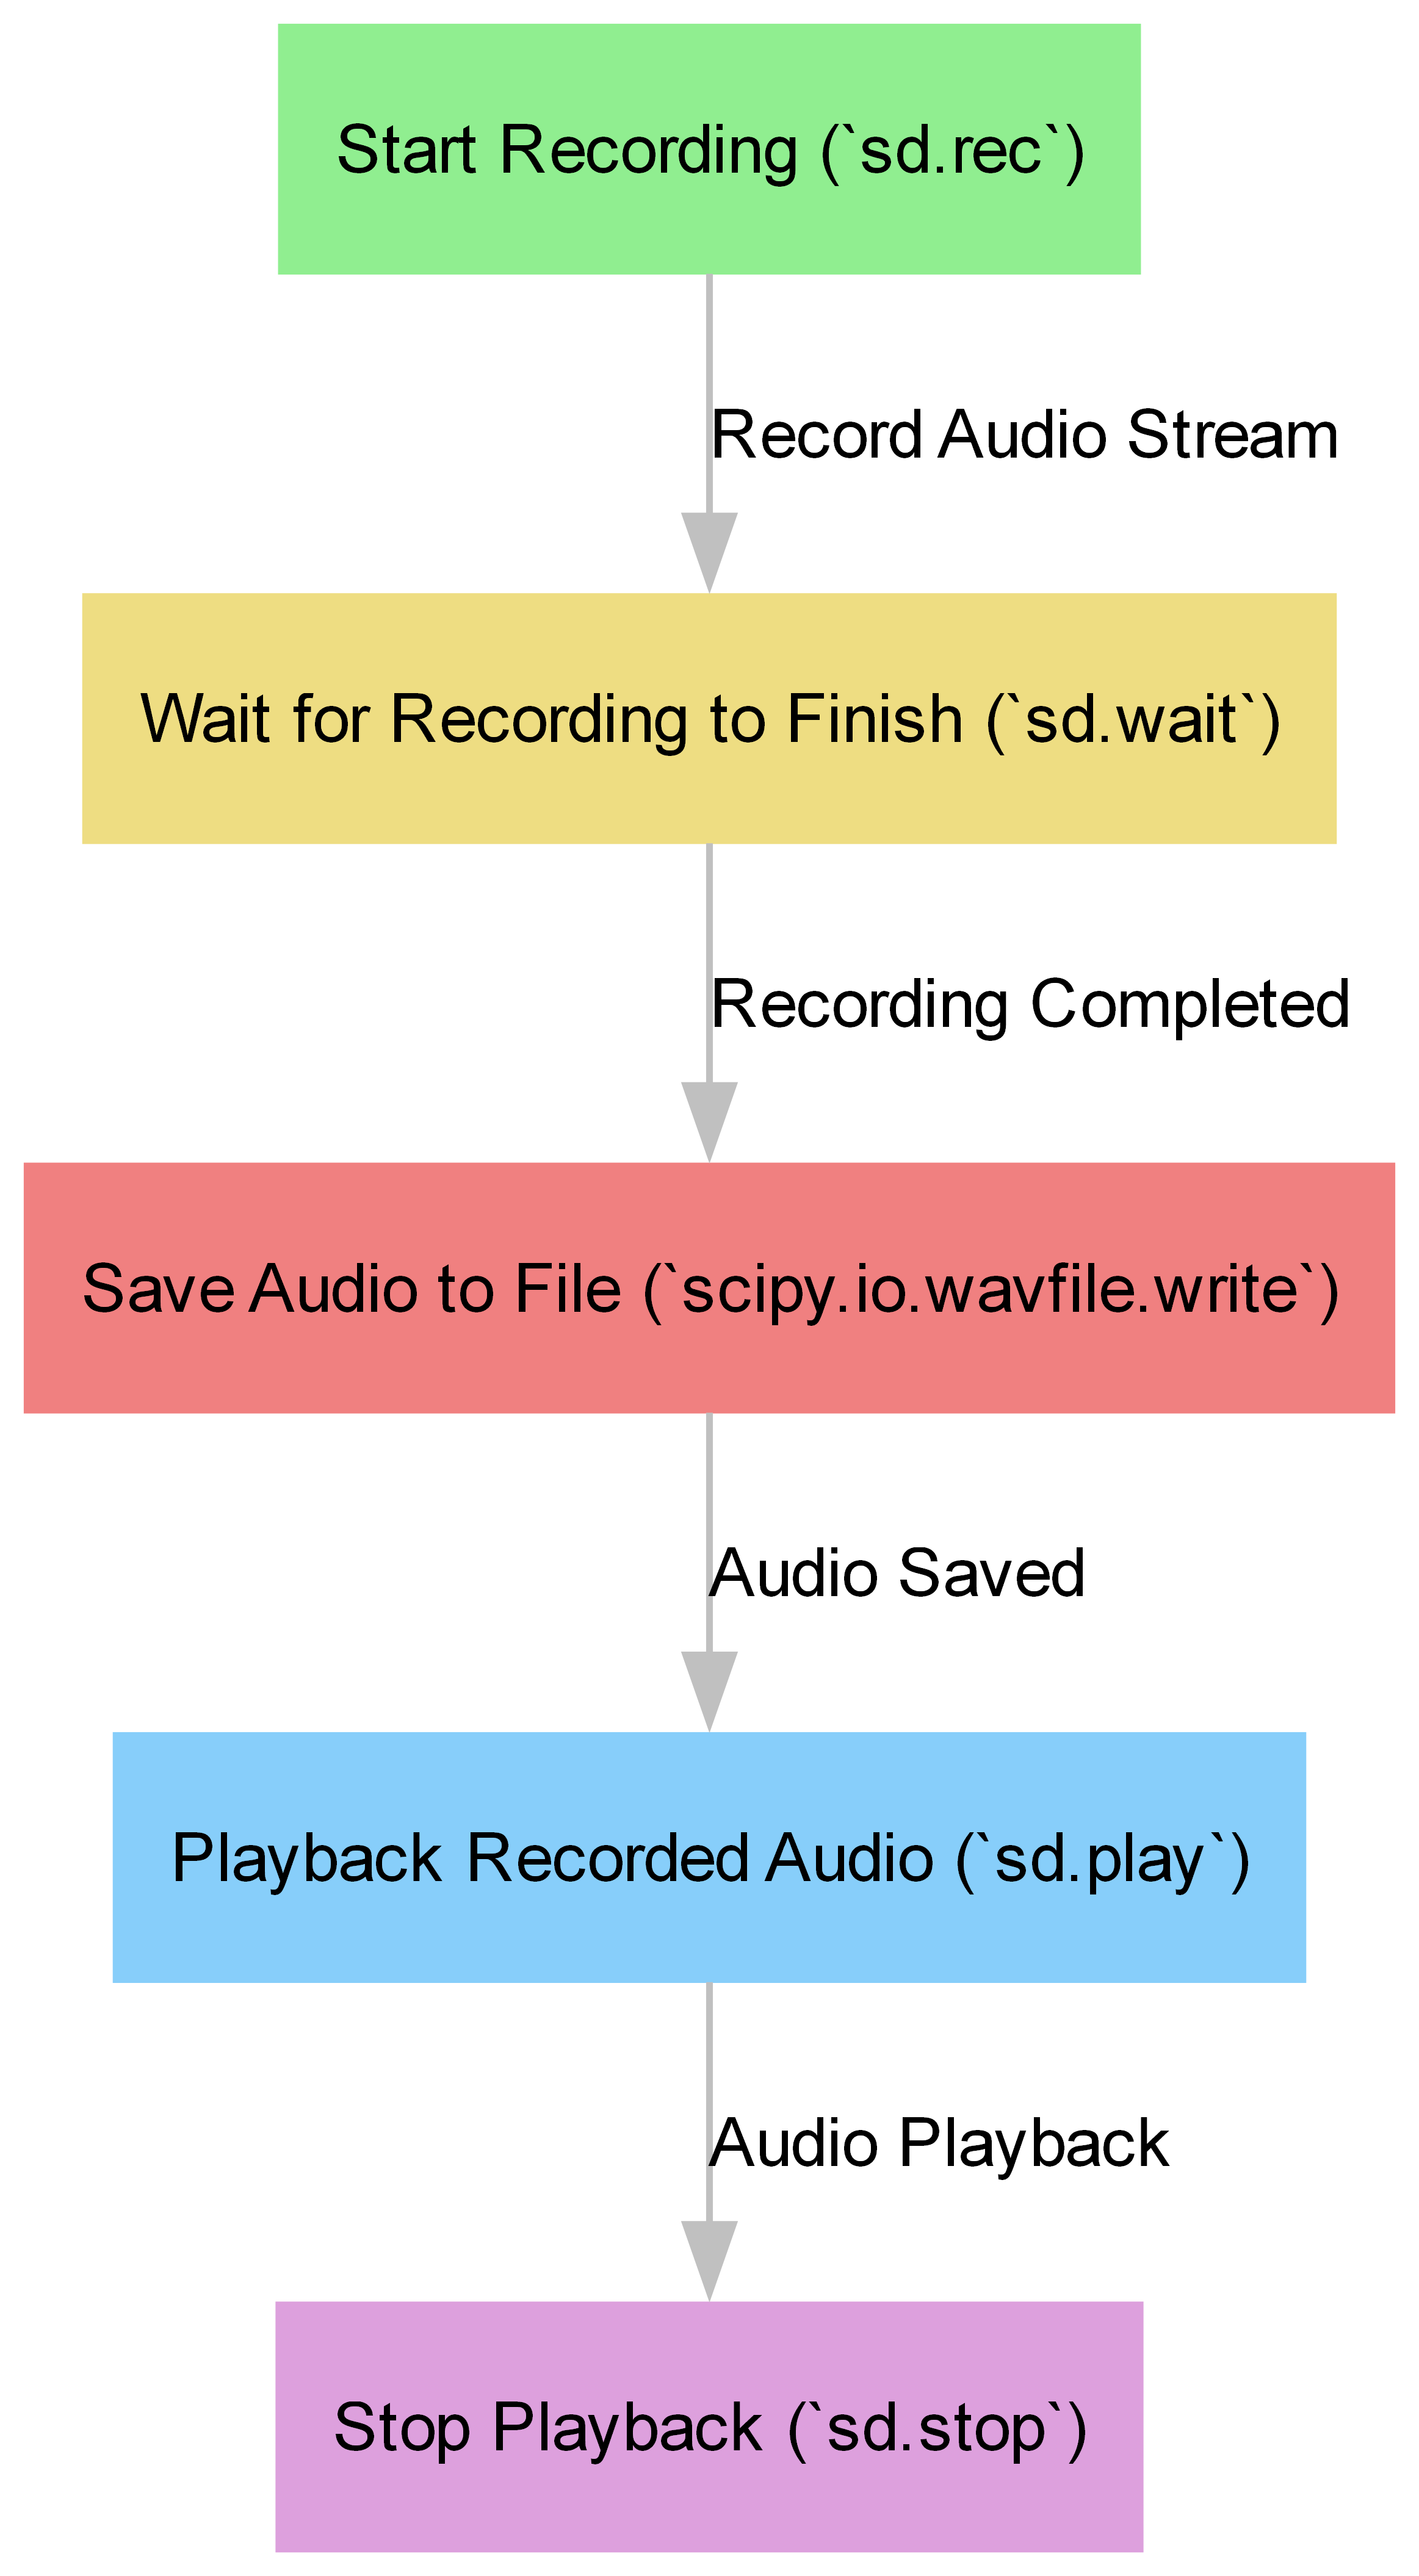 Start Recording (`sd.rec`)
Record Audio Stream
Wait for Recording to Finish (`sd.wait`)
Recording Completed
Save Audio to File (`scipy.io.wavfile.write`)
Audio Saved
Playback Recorded Audio (`sd.play`)
Audio Playback
Stop Playback (`sd.stop`)